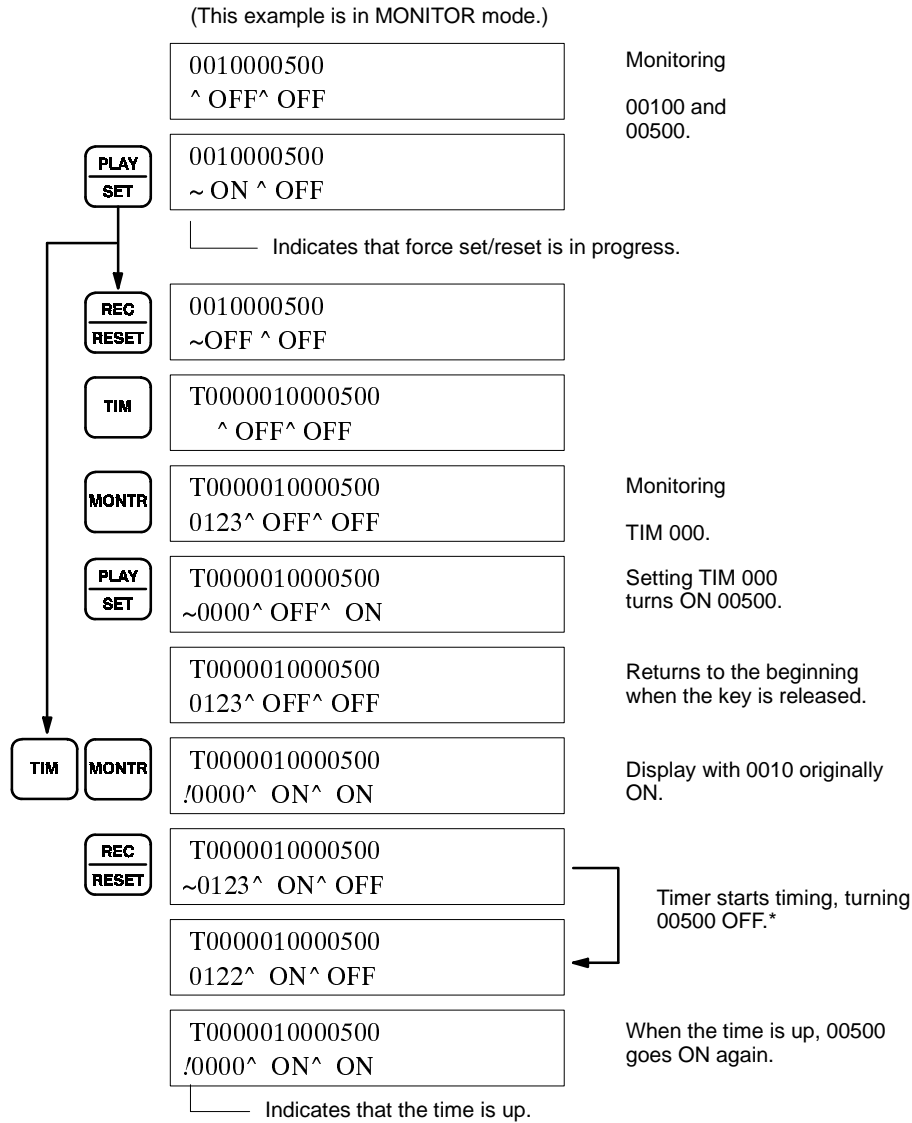 (This example is in MONITOR mode.)
0010000500
^ OFF^ OFF
Monitoring
00100 and
00500.
PLAY
SET
0010000500
~ ON ^ OFF
Indicates that force set/reset is in progress.
REC
RESET
0010000500
~OFF ^ OFF
TIM
T0000010000500
^ OFF^ OFF
MONTR
T0000010000500
0123^ OFF^ OFF
Monitoring
TIM 000.
PLAY
SET
T0000010000500
~0000^ OFF^ ON
Setting TIM 000
turns ON 00500.
T0000010000500
0123^ OFF^ OFF
Returns to the beginning
when the key is released.
TIM
MONTR
T0000010000500
!0000^ ON^ ON
Display with 0010 originally
ON.
REC
RESET
T0000010000500
~0123^ ON^ OFF
Timer starts timing, turning
00500 OFF.*
T0000010000500
0122^ ON^ OFF
T0000010000500
!0000^ ON^ ON
When the time is up, 00500
goes ON again.
Indicates that the time is up.